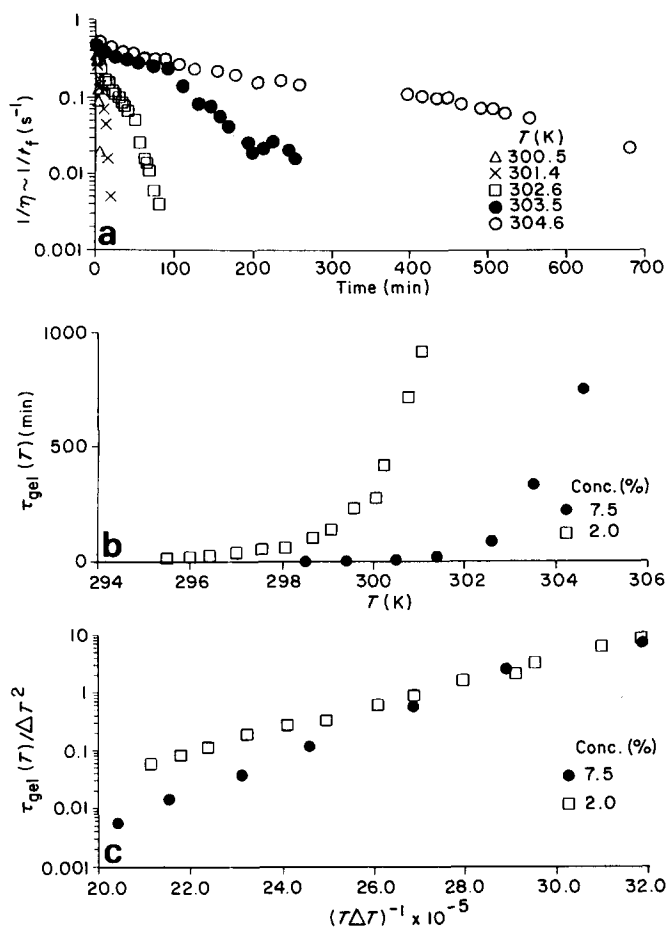 1
0.1
0.01
0.001
1/η ~ 1/t_f (s⁻¹)
a
T(K)
△ 300.5
× 301.4
□ 302.6
● 303.5
○ 304.6
0 100 200 300 400 500 600 700
Time (min)
1000
500
0
τ_gel (T) (min)
b
Conc. (%)
● 7.5
□ 2.0
294 296 298 300 302 304 306
T (K)
10
1
0.1
0.01
0.001
τ_gel (T)/ΔT²
c
Conc. (%)
● 7.5
□ 2.0
20.0 22.0 24.0 26.0 28.0 30.0 32.0
(TΔT)⁻¹ × 10⁻⁵